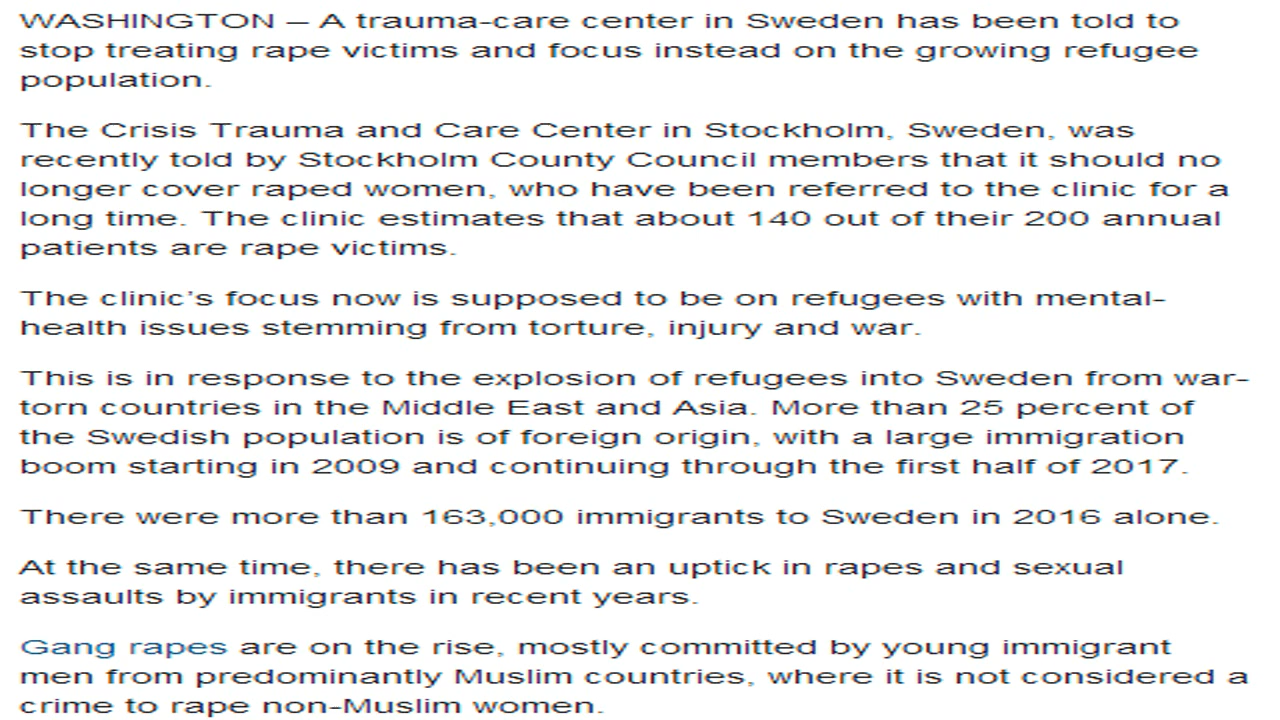 WASHINGTON – A trauma-care center in Sweden has been told to
stop treating rape victims and focus instead on the growing refugee
population.
The Crisis Trauma and Care Center in Stockholm, Sweden, was
recently told by Stockholm County Council members that it should no
longer cover raped women, who have been referred to the clinic for a
long time. The clinic estimates that about 140 out of their 200 annual
patients are rape victims.
The clinic’s focus now is supposed to be on refugees with mental-
health issues stemming from torture, injury and war.
This is in response to the explosion of refugees into Sweden from war-
torn countries in the Middle East and Asia. More than 25 percent of
the Swedish population is of foreign origin, with a large immigration
boom starting in 2009 and continuing through the first half of 2017.
There were more than 163,000 immigrants to Sweden in 2016 alone.
At the same time, there has been an uptick in rapes and sexual
assaults by immigrants in recent years.
Gang rapes are on the rise, mostly committed by young immigrant
men from predominantly Muslim countries, where it is not considered a
crime to rape non-Muslim women.